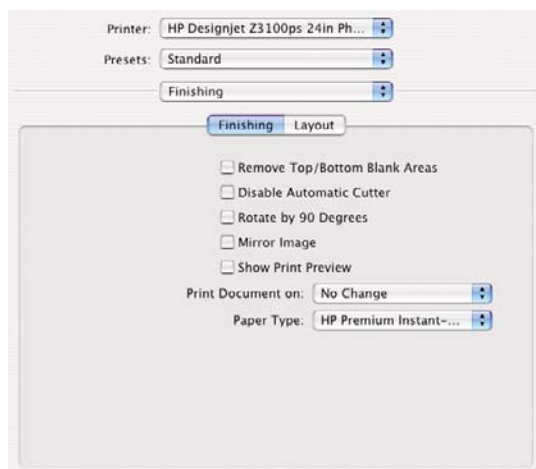 Printer: HP Designjet Z3100ps 24in Ph...
Presets: Standard
Finishing
Finishing Layout
Remove Top/Bottom Blank Areas
Disable Automatic Cutter
Rotate by 90 Degrees
Mirror Image
Show Print Preview
Print Document on: No Change
Paper Type: HP Premium Instant-...